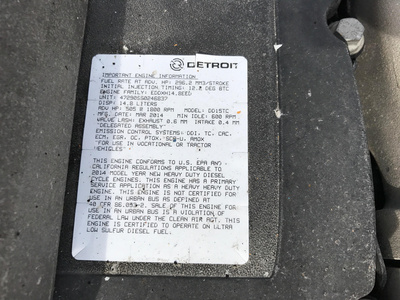 DETROIT
IMPORTANT ENGINE INFORMATION
FUEL RATE AT ADV. HP: 296.2 MM3/STROKE
INITIAL INJECTION TIMING: DEG BTC
ENGINE FAMILY: EDDXH14.8EED
UNIT: 472905S0246837
DISP: 14.8 LITERS
ADV HP: 505 @ 1800 RPM MODEL: DD15TC
MFG. DATE: MAR 2014 MIN IDLE: 600 RPM
VALVE LASH: EXHAUST 0.6 MM INTAKE 0.4 MM
"DELEGATED ASSEMBLY"
EMISSION CONTROL SYSTEMS: DDI, TC, CAC,
ECM, EGR, OC, PTOX, SCR-U, AMOX
"FOR USE IN VOCATIONAL OR TRACTOR
VEHICLES"
THIS ENGINE CONFORMS TO U.S. EPA AND
CALIFORNIA REGULATIONS APPLICABLE TO
2014 MODEL YEAR NEW HEAVY DUTY DIESEL
CYCLE ENGINES. THIS ENGINE HAS A PRIMARY
SERVICE APPLICATION AS A HEAVY HEAVY DUTY
ENGINE. THIS ENGINE IS NOT CERTIFIED FOR
USE IN AN URBAN BUS AS DEFINED AT
40 CFR 86.093-2. SALE OF THIS ENGINE FOR
USE IN AN URBAN BUS IS A VIOLATION OF
FEDERAL LAW UNDER THE CLEAN AIR ACT. THIS
ENGINE IS CERTIFIED TO OPERATE ON ULTRA
LOW SULFUR DIESEL FUEL.